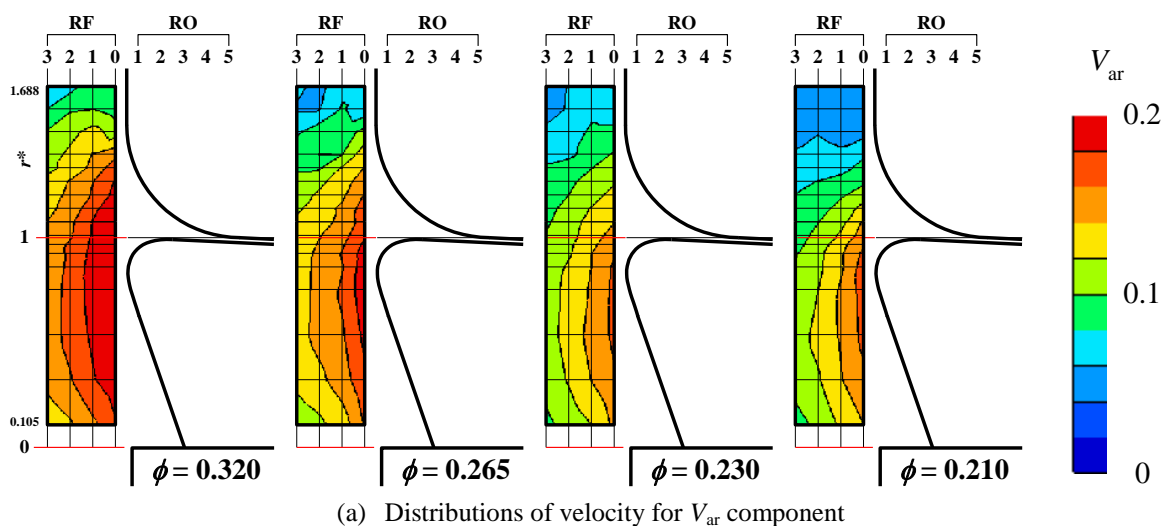 RF RO RF RO RF RO RF RO
3 2 1 0 1 2 3 4 5 3 2 1 0 1 2 3 4 5 3 2 1 0 1 2 3 4 5 3 2 1 0 1 2 3 4 5
V_ar
1.688
0.2
r*
1
0.1
0.105
0
0
ϕ = 0.320 ϕ = 0.265 ϕ = 0.230 ϕ = 0.210
(a) Distributions of velocity for V_ar component